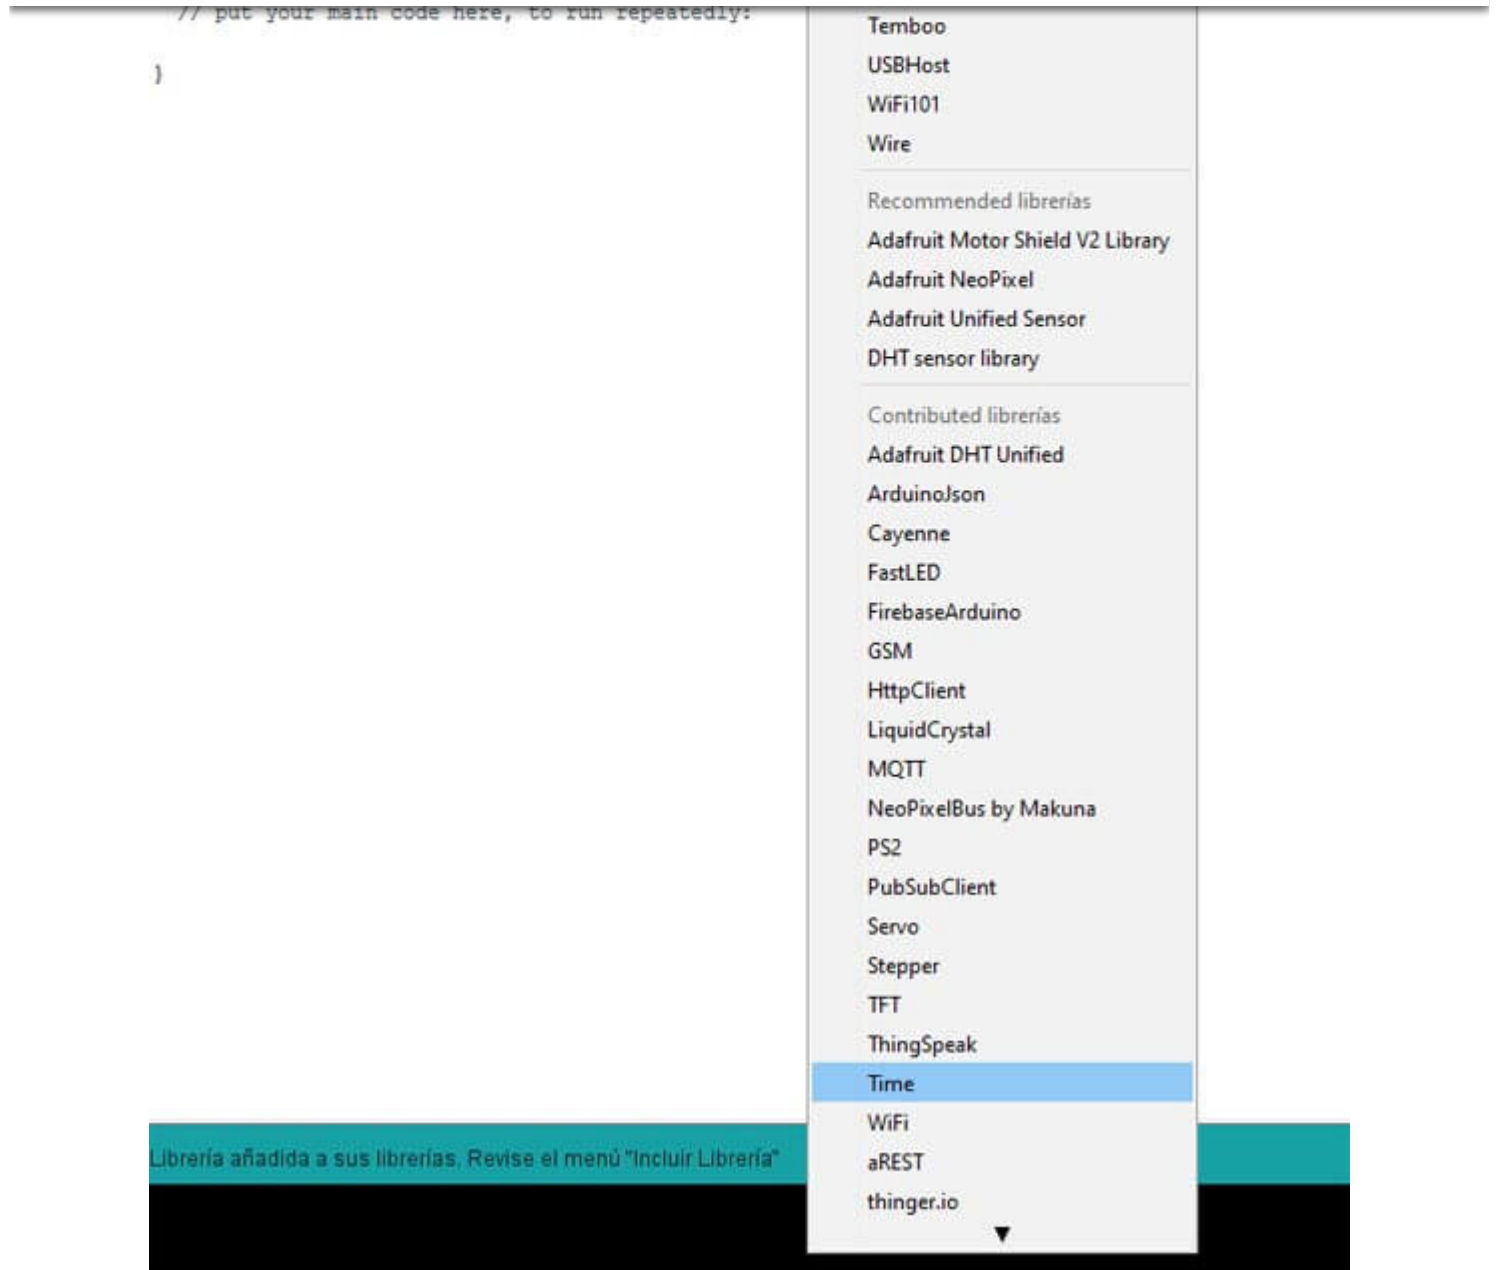 // put your main code here, to run repeatedly:
}
Temboo
USBHost
WiFi101
Wire
Recommended librerías
Adafruit Motor Shield V2 Library
Adafruit NeoPixel
Adafruit Unified Sensor
DHT sensor library
Contributed librerías
Adafruit DHT Unified
ArduinoJson
Cayenne
FastLED
FirebaseArduino
GSM
HttpClient
LiquidCrystal
MQTT
NeoPixelBus by Makuna
PS2
PubSubClient
Servo
Stepper
TFT
ThingSpeak
Time
WiFi
aREST
thinger.io
Librería añadida a sus librerías. Revise el menú "Incluir Librería"